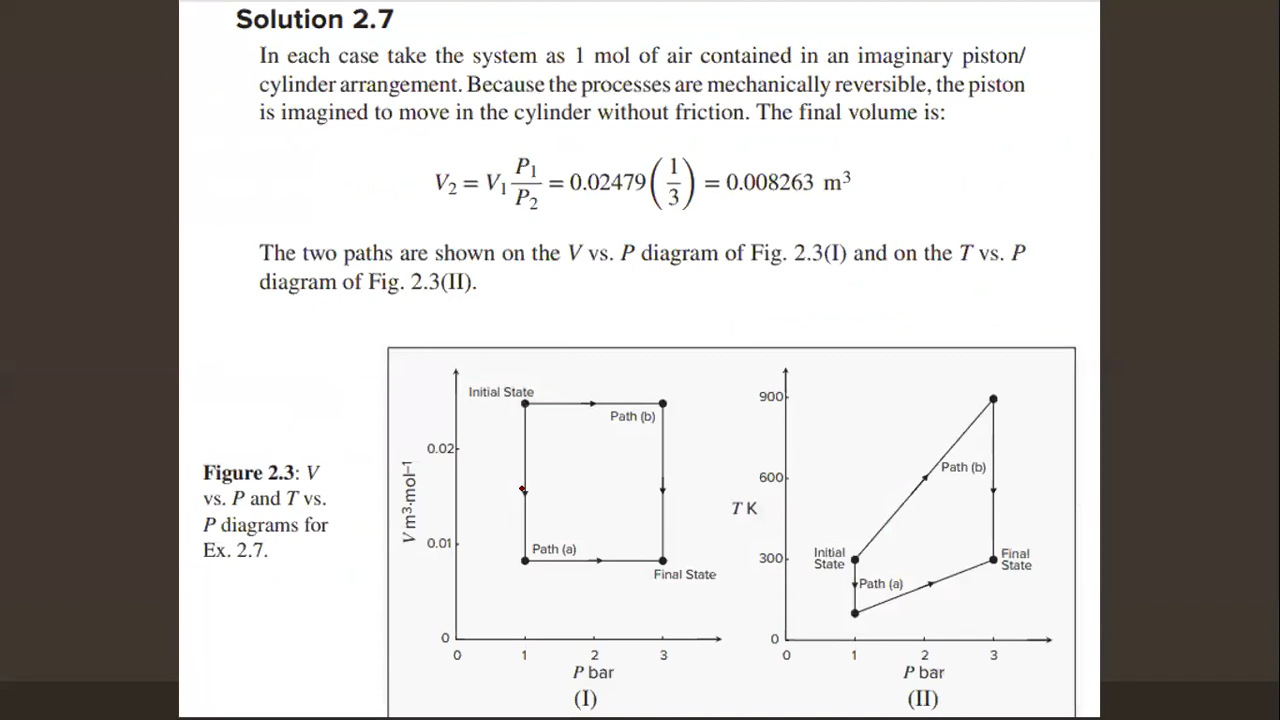 Solution 2.7
In each case take the system as 1 mol of air contained in an imaginary piston/
cylinder arrangement. Because the processes are mechanically reversible, the piston
is imagined to move in the cylinder without friction. The final volume is:
V₂ = V₁ P₁/P₂ = 0.02479 (1/3) = 0.008263 m³
The two paths are shown on the V vs. P diagram of Fig. 2.3(I) and on the T vs. P
diagram of Fig. 2.3(II).
Figure 2.3: V
vs. P and T vs.
P diagrams for
Ex. 2.7.
Initial State
Path (b)
0.02
V m³·mol⁻¹
0.01
Path (a)
Final State
0
0 1 2 3
P bar
(I)
900
Path (b)
600
T K
Initial
State
300
Final
State
Path (a)
0
0 1 2 3
P bar
(II)